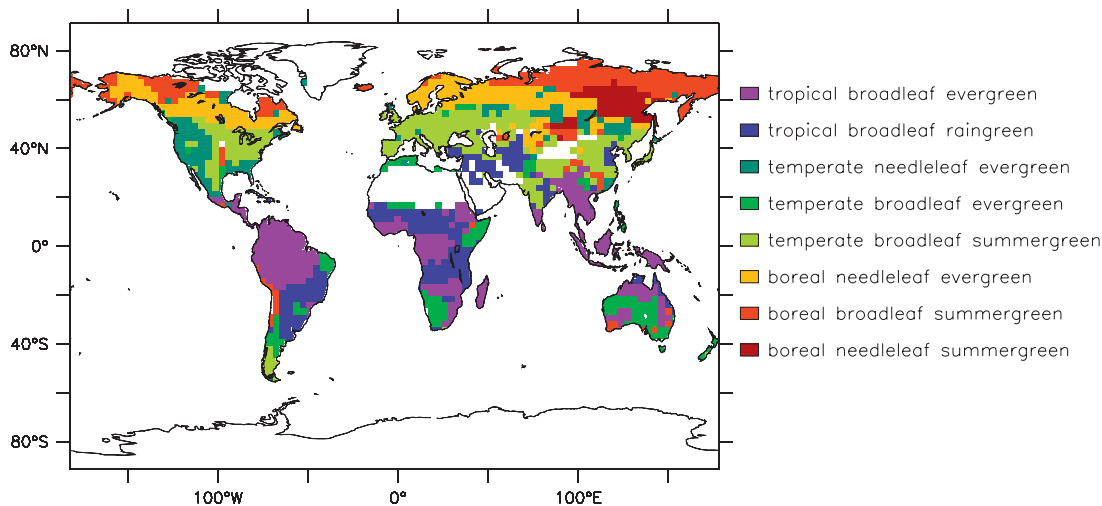 80°N
40°N
0°
40°S
80°S
100°W
0°
100°E
tropical broadleaf evergreen
tropical broadleaf raingreen
temperate needleleaf evergreen
temperate broadleaf evergreen
temperate broadleaf summergreen
boreal needleleaf evergreen
boreal broadleaf summergreen
boreal needleleaf summergreen